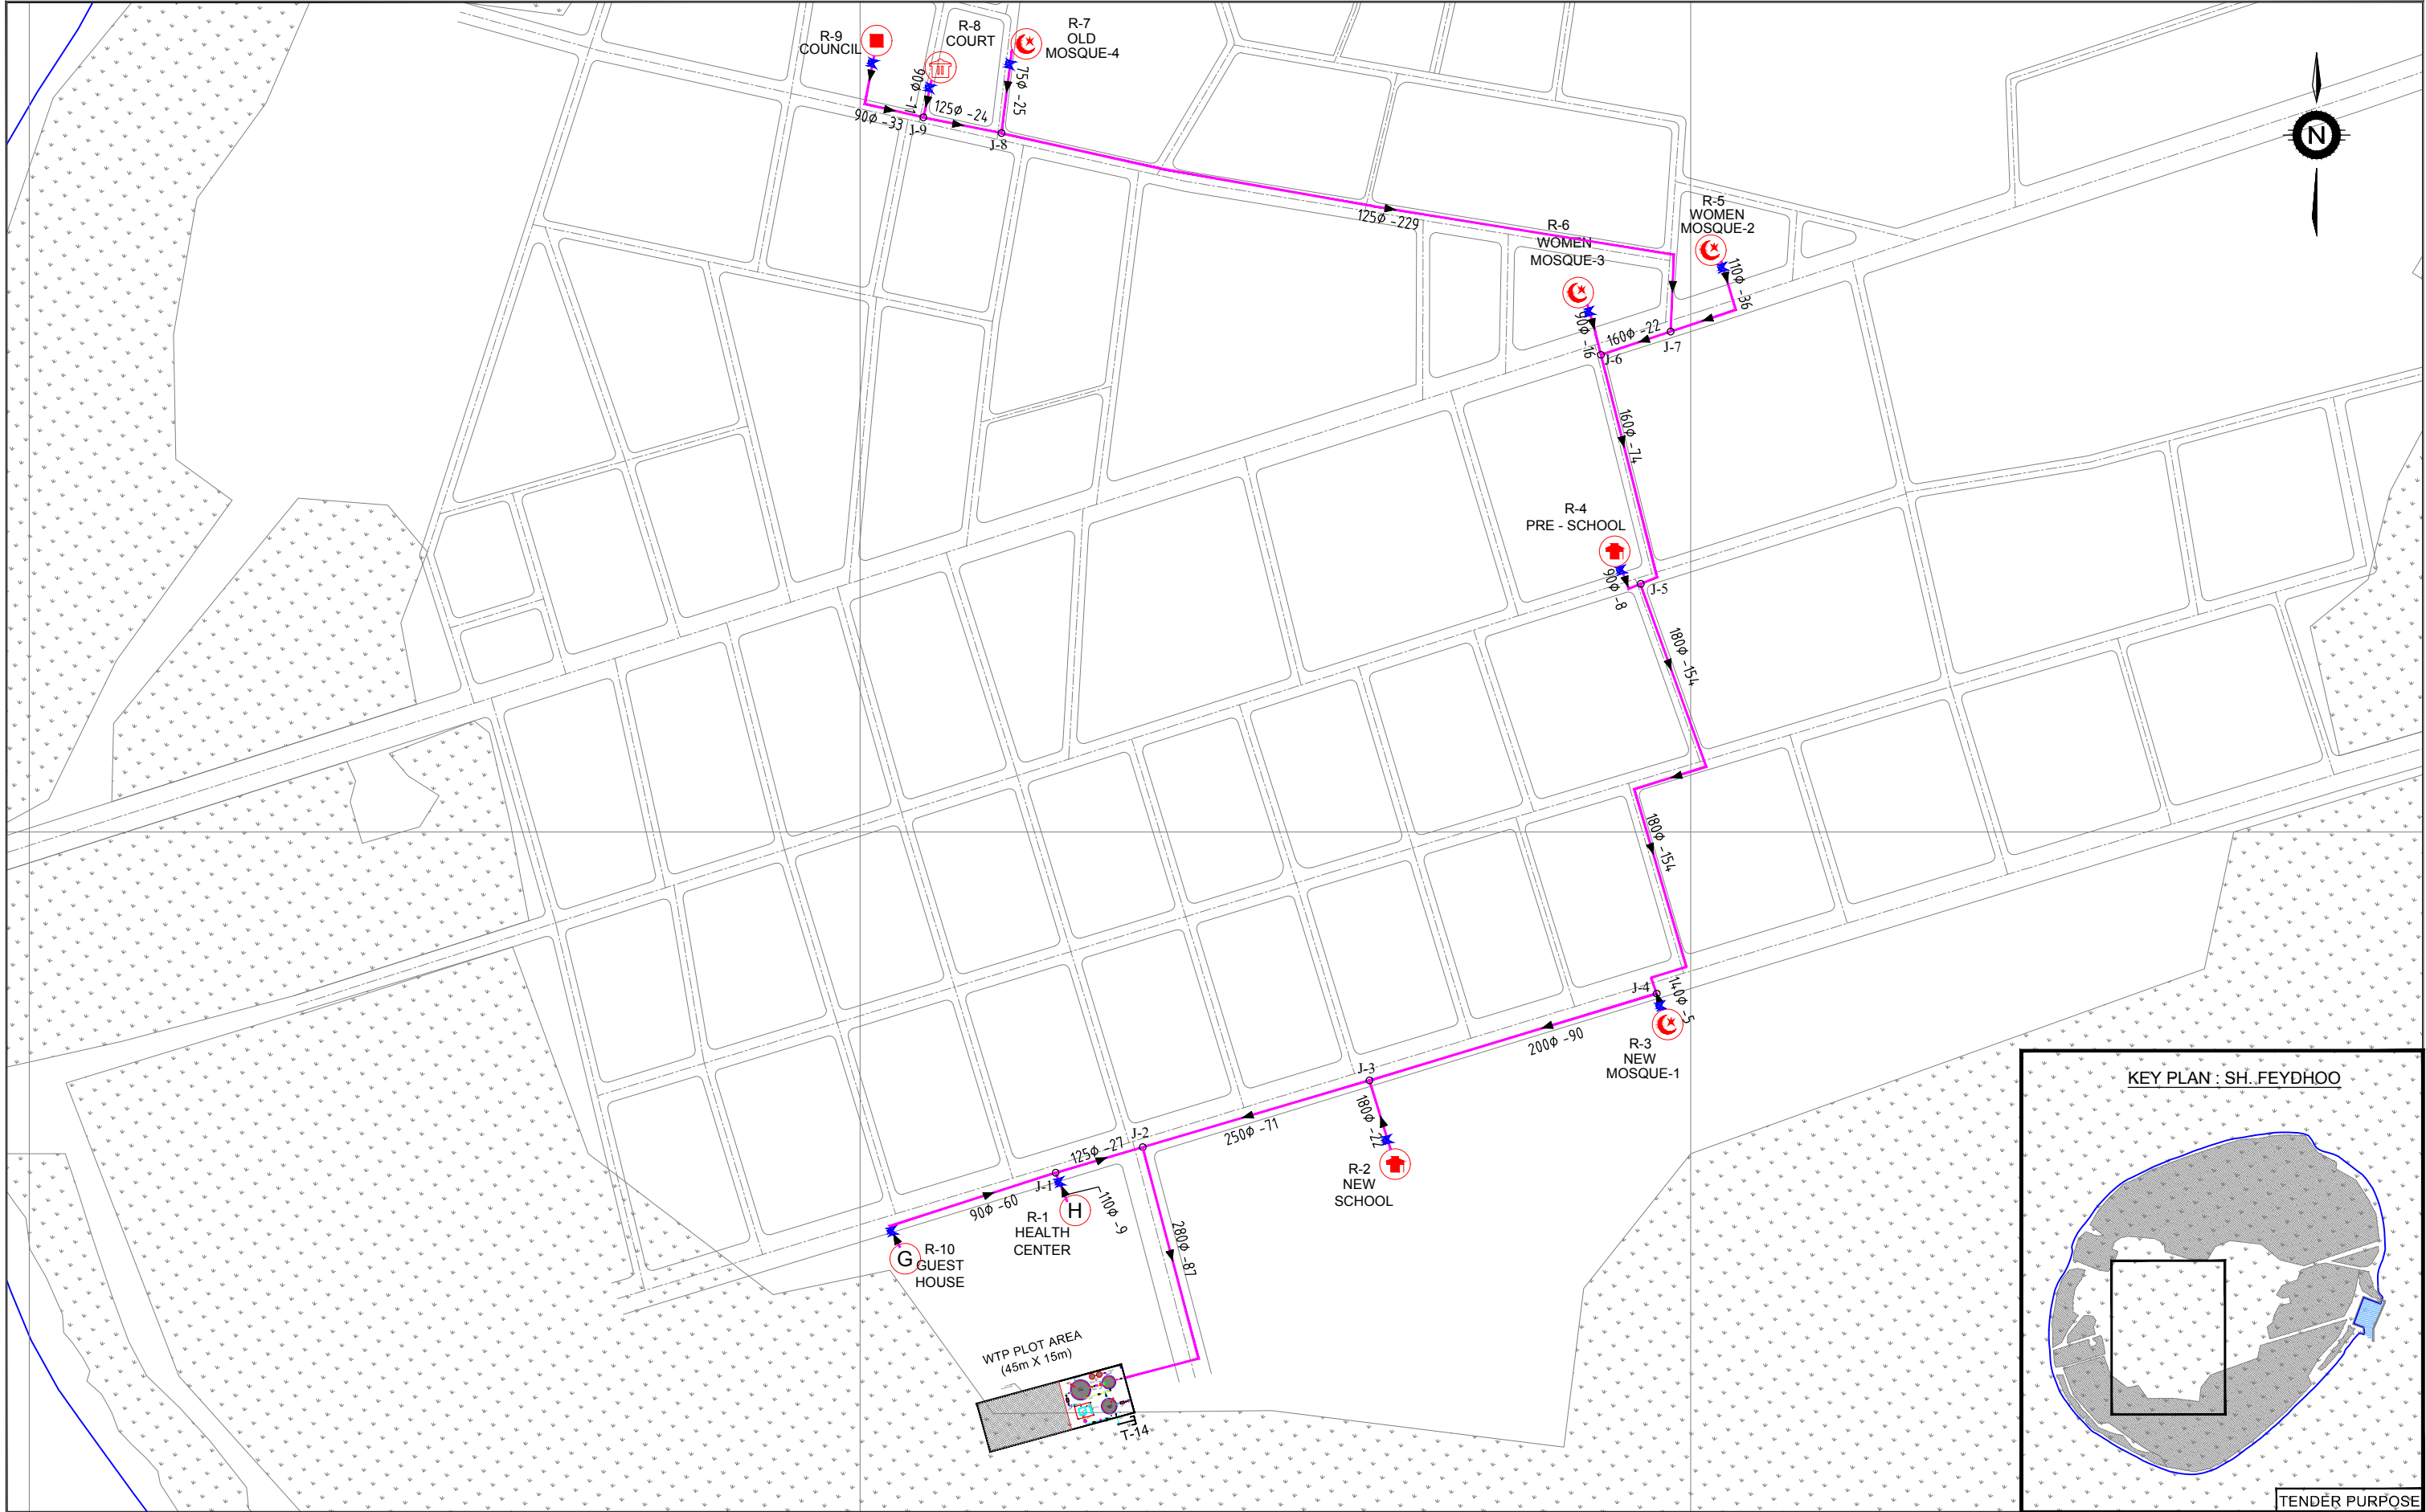 R-9
COUNCIL
R-8
COURT
R-7
OLD
MOSQUE-4
90ϕ -11
75ϕ -25
125ϕ -24
90ϕ -33
J-9
J-8
N
125ϕ -229
R-6
WOMEN
MOSQUE-3
R-5
WOMEN
MOSQUE-2
110ϕ -36
90ϕ -16
160ϕ -22
J-7
J-6
160ϕ -74
R-4
PRE - SCHOOL
90ϕ -8
J-5
180ϕ -154
180ϕ -154
J-4
140ϕ -5
200ϕ -90
R-3
NEW
MOSQUE-1
J-3
180ϕ -22
250ϕ -71
R-2
NEW
SCHOOL
J-2
125ϕ -27
J-1
90ϕ -60
110ϕ -9
H
R-1
HEALTH
CENTER
280ϕ -87
G
R-10
GUEST
HOUSE
WTP PLOT AREA
(45m X 15m)
T-14
KEY PLAN : SH. FEYDHOO
TENDER PURPOSE